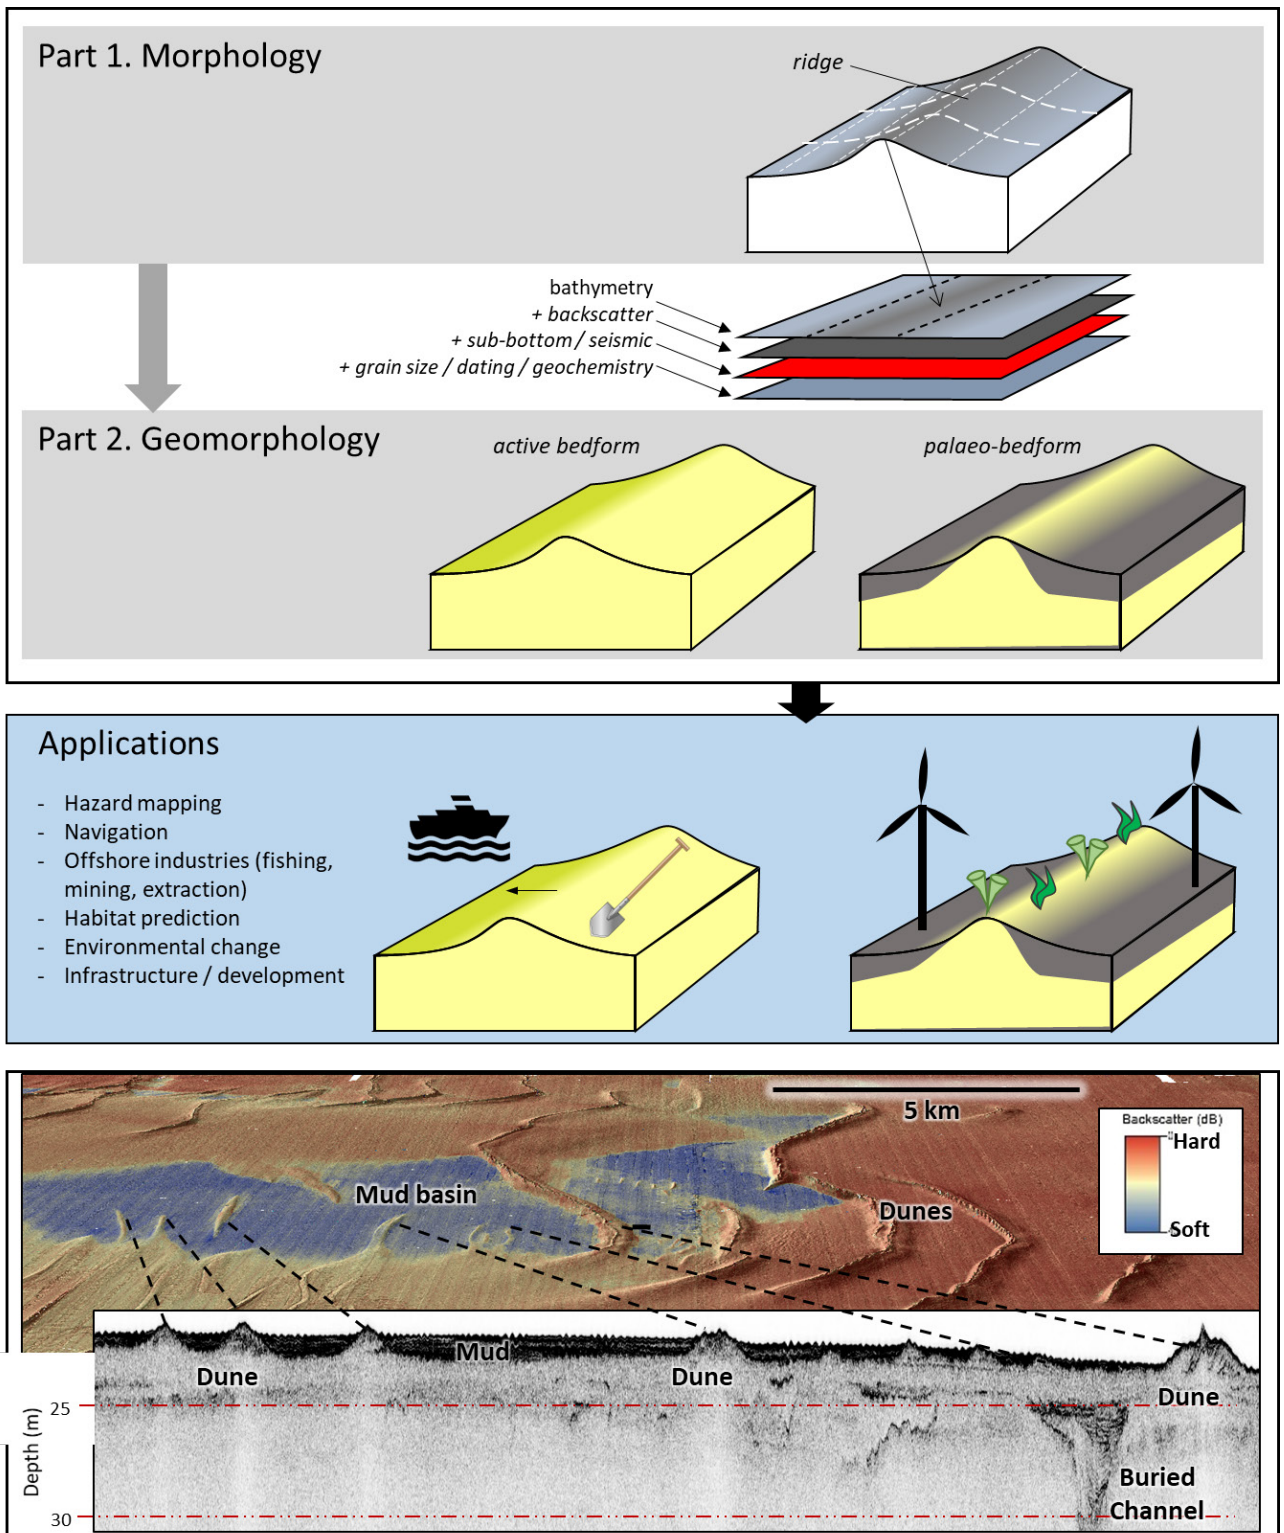 Part 1. Morphology
ridge
bathymetry
+ backscatter
+ sub-bottom / seismic
+ grain size / dating / geochemistry
Part 2. Geomorphology
active bedform
palaeo-bedform
Applications
- Hazard mapping
- Navigation
- Offshore industries (fishing,
mining, extraction)
- Habitat prediction
- Environmental change
- Infrastructure / development
5 km
Backscatter (dB)
Hard
Soft
Mud basin
Dunes
Mud
Dune
Dune
Dune
25
Depth (m)
Buried
Channel
30